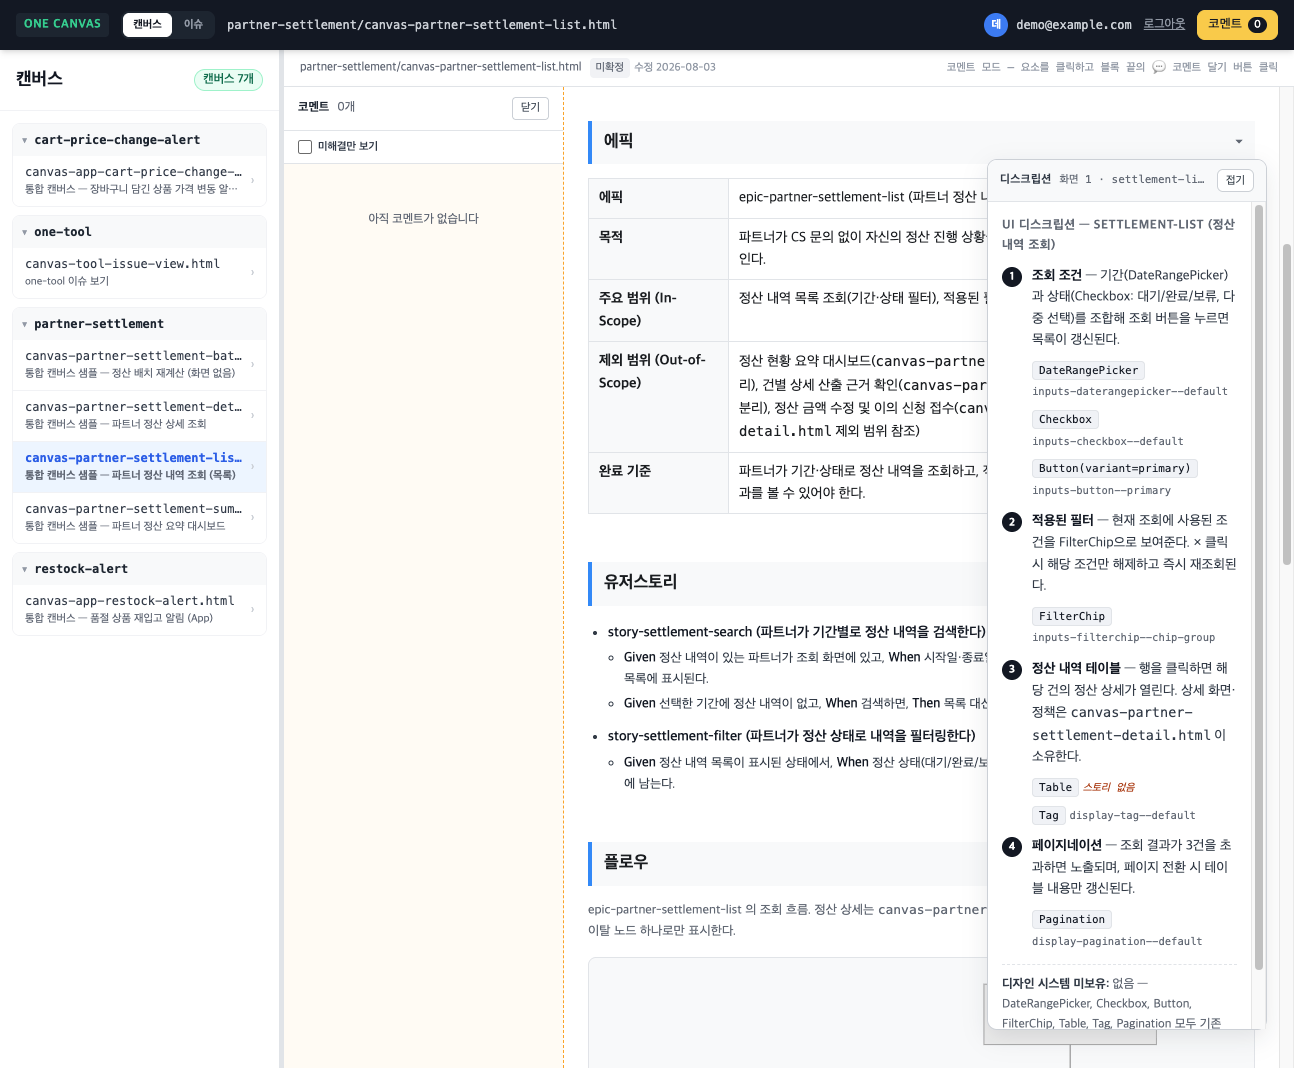 ONE CANVAS
캔버스
이슈
partner-settlement/canvas-partner-settlement-list.html
데
demo@example.com
로그아웃
코멘트 0
캔버스
캔버스 7개
cart-price-change-alert
canvas-app-cart-price-change-…
통합 캔버스 — 장바구니 담긴 상품 가격 변동 알…
one-tool
canvas-tool-issue-view.html
one-tool 이슈 보기
partner-settlement
canvas-partner-settlement-bat…
통합 캔버스 샘플 — 정산 배치 재계산 (화면 없음)
canvas-partner-settlement-det…
통합 캔버스 샘플 — 파트너 정산 상세 조회
canvas-partner-settlement-lis…
통합 캔버스 샘플 — 파트너 정산 내역 조회 (목록)
canvas-partner-settlement-sum…
통합 캔버스 샘플 — 파트너 정산 요약 대시보드
restock-alert
canvas-app-restock-alert.html
통합 캔버스 — 품절 상품 재입고 알림 (App)
partner-settlement/canvas-partner-settlement-list.html
미확정
수정 2026-08-03
코멘트 모드 — 요소를 클릭하고 블록 끝의 💬 코멘트 달기 버튼 클릭
코멘트 0개
닫기
미해결만 보기
아직 코멘트가 없습니다
에픽
에픽
epic-partner-settlement-list (파트너 정산 내
목적
파트너가 CS 문의 없이 자신의 정산 진행 상황
인다.
주요 범위 (In-
Scope)
정산 내역 목록 조회(기간·상태 필터), 적용된 필
제외 범위 (Out-of-
Scope)
정산 현황 요약 대시보드(canvas-partne
리), 건별 상세 산출 근거 확인(canvas-par
분리), 정산 금액 수정 및 이의 신청 접수(canv
detail.html 제외 범위 참조)
완료 기준
파트너가 기간·상태로 정산 내역을 조회하고,
과를 볼 수 있어야 한다.
유저스토리
story-settlement-search (파트너가 기간별로 정산 내역을 검색한다)
Given 정산 내역이 있는 파트너가 조회 화면에 있고, When 시작일·종료일
목록에 표시된다.
Given 선택한 기간에 정산 내역이 없고, When 검색하면, Then 목록 대신
story-settlement-filter (파트너가 정산 상태로 내역을 필터링한다)
Given 정산 내역 목록이 표시된 상태에서, When 정산 상태(대기/완료/보
에 남는다.
플로우
epic-partner-settlement-list 의 조회 흐름. 정산 상세는 canvas-partner
이탈 노드 하나로만 표시한다.
디스크립션 화면 1 · settlement-li…
접기
UI 디스크립션 — SETTLEMENT-LIST (정산
내역 조회)
1 조회 조건 — 기간(DateRangePicker)
과 상태(Checkbox: 대기/완료/보류, 다
중 선택)를 조합해 조회 버튼을 누르면
목록이 갱신된다.
DateRangePicker
inputs-daterangepicker--default
Checkbox
inputs-checkbox--default
Button(variant=primary)
inputs-button--primary
2 적용된 필터 — 현재 조회에 사용된 조
건을 FilterChip으로 보여준다. × 클릭
시 해당 조건만 해제하고 즉시 재조회된
다.
FilterChip
inputs-filterchip--chip-group
3 정산 내역 테이블 — 행을 클릭하면 해
당 건의 정산 상세가 열린다. 상세 화면·
정책은 canvas-partner-
settlement-detail.html 이
소유한다.
Table 스토리 없음
Tag display-tag--default
4 페이지네이션 — 조회 결과가 3건을 초
과하면 노출되며, 페이지 전환 시 테이
블 내용만 갱신된다.
Pagination
display-pagination--default
디자인 시스템 미보유: 없음 —
DateRangePicker, Checkbox, Button,
FilterChip, Table, Tag, Pagination 모두 기존